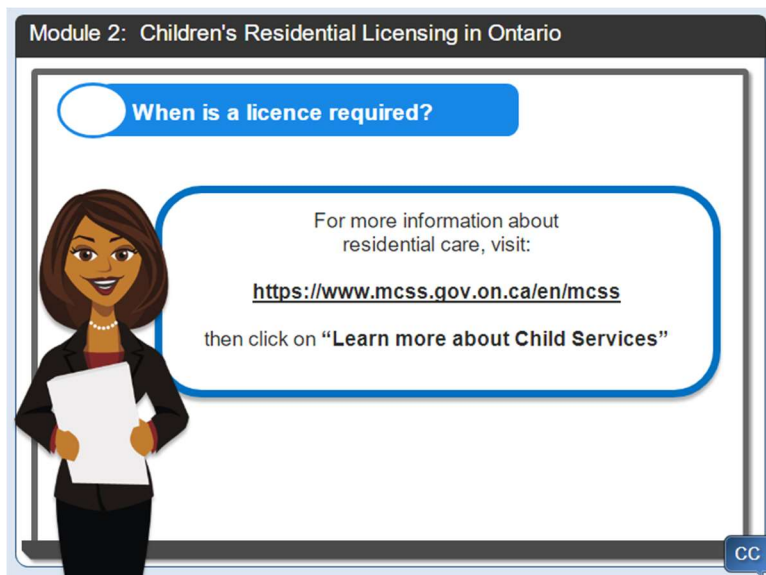 Module 2: Children's Residential Licensing in Ontario
When is a licence required?
For more information about
residential care, visit:
https://www.mcss.gov.on.ca/en/mcss
then click on “Learn more about Child Services”
CC